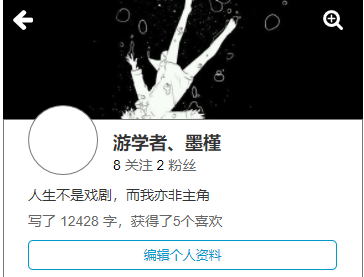 游学者、墨槿
8 关注 2 粉丝
人生不是戏剧，而我亦非主角
写了 12428 字，获得了5个喜欢
编辑个人资料